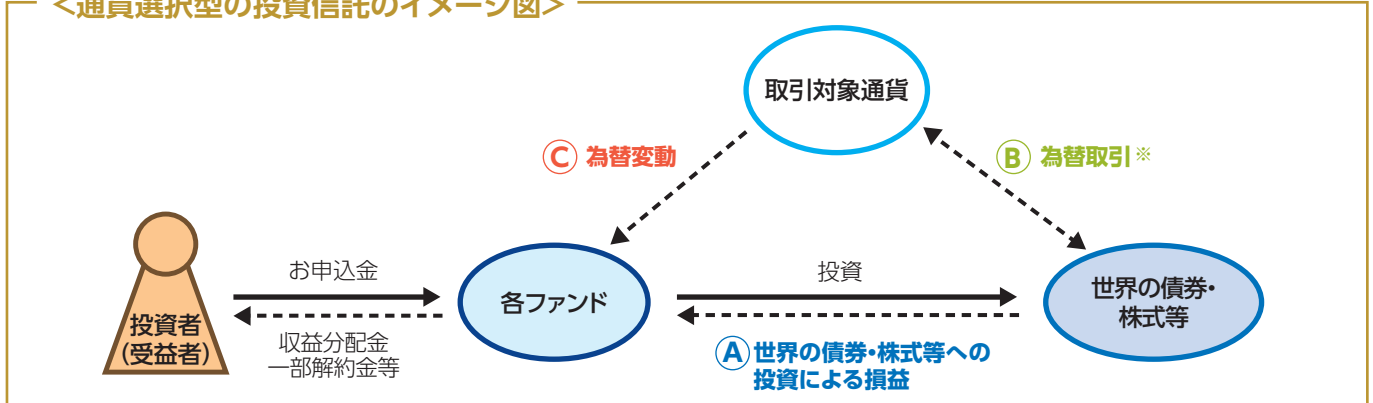 <通貨選択型の投資信託のイメージ図>
取引対象通貨
C 為替変動
B 為替取引※
お申込金
投資
各ファンド
世界の債券・
株式等
投資者
(受益者)
収益分配金
一部解約金等
A 世界の債券・株式等への
投資による損益